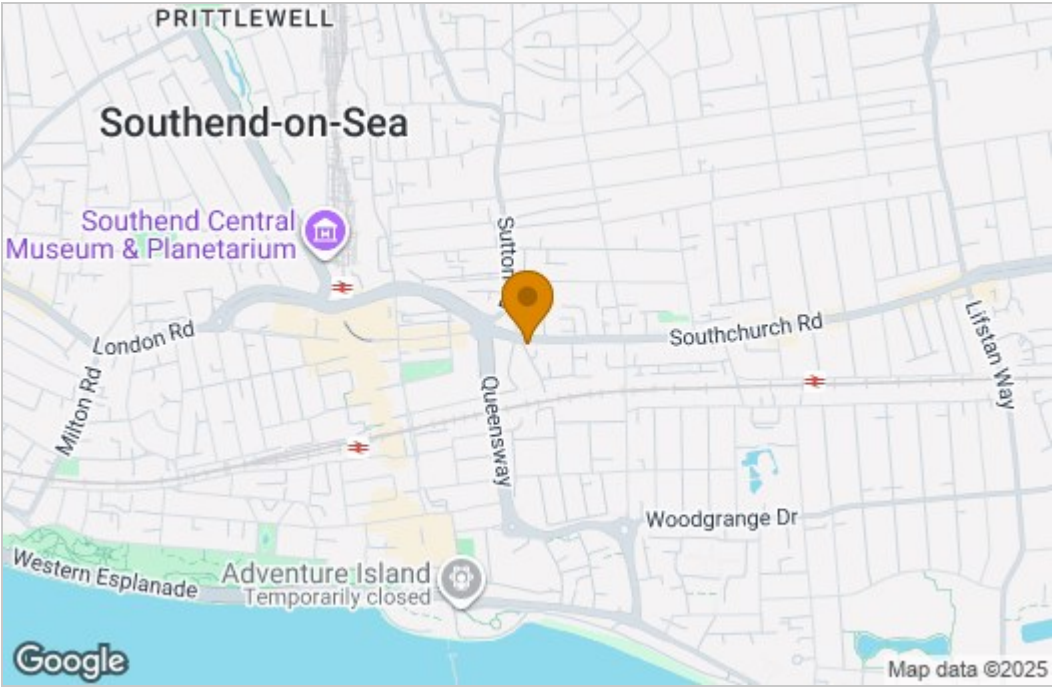 PRITTLEWELL
Southend-on-Sea
Southend Central
Museum & Planetarium
Sutton
London Rd
Southchurch Rd
Milton Rd
Lifstan Way
Queensway
Woodgrange Dr
Western Esplanade
Adventure Island
Temporarily closed
Google
Map data ©2025